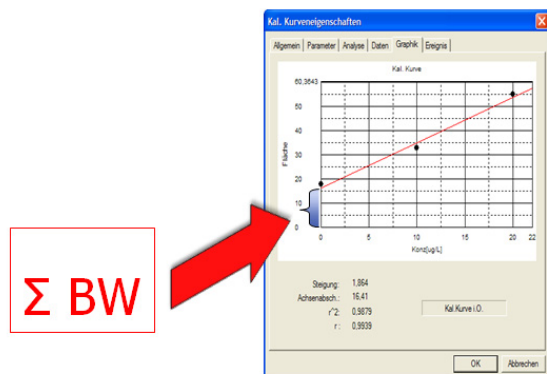 Kal. Kurveneigenschaften
Allgemein Parameter Analyse Daten Graphik Ereignis
Kal. Kurve
60,3643
50
40
30
20
10
0
Fläche
0 5 10 15 20 22
Konz[ug/L]
Σ BW
Steigung: 1,864
Achsenabsch.: 16,41
r^2: 0,9879
r: 0,9939
Kal.Kurve i.O.
OK Abbrechen